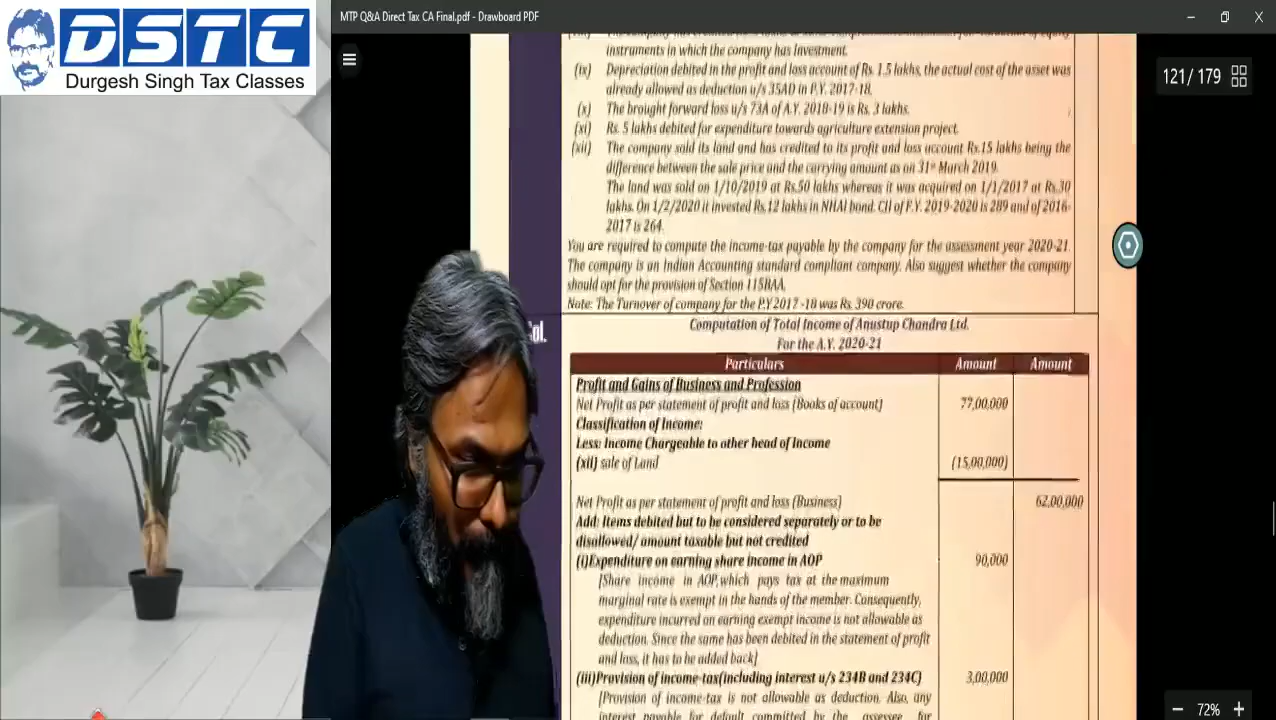 MTP Q&A Direct Tax CA Final.pdf - Drawboard PDF
DSTC
Durgesh Singh Tax Classes
121 / 179
instruments in which the company has Investment.
(ix) Depreciation debited in the profit and loss account of Rs. 1.5 lakhs, the actual cost of the asset was
already allowed as deduction u/s 35AD in P.Y. 2017-18.
(x) The brought forward loss u/s 73A of A.Y. 2018-19 is Rs. 3 lakhs.
(xi) Rs. 5 lakhs debited for expenditure towards agriculture extension project.
(xii) The company sold its land and has credited to its profit and loss account Rs.15 lakhs being the
difference between the sale price and the carrying amount as on 31st March 2019.
The land was sold on 1/10/2019 at Rs.50 lakhs whereas it was acquired on 1/1/2017 at Rs.30
lakhs. On 1/2/2020 it invested Rs.12 lakhs in NHAI bond. CII of F.Y. 2019-2020 is 289 and of 2016-
2017 is 264.
You are required to compute the income-tax payable by the company for the assessment year 2020-21.
The company is an Indian Accounting standard compliant company. Also suggest whether the company
should opt for the provision of Section 115BAA.
Note: The Turnover of company for the P.Y 2017 -18 was Rs. 390 crore.
Sol.
Computation of Total Income of Anustup Chandra Ltd.
For the A.Y. 2020-21
Particulars Amount Amount
Profit and Gains of Business and Profession
Net Profit as per statement of profit and loss (Books of account) 77,00,000
Classification of Income:
Less: Income Chargeable to other head of Income
(xii) sale of Land (15,00,000)
Net Profit as per statement of profit and loss (Business) 62,00,000
Add: Items debited but to be considered separately or to be
disallowed/ amount taxable but not credited
(i)Expenditure on earning share income in AOP 90,000
[Share income in AOP, which pays tax at the maximum
marginal rate is exempt in the hands of the member. Consequently,
expenditure incurred on earning exempt income is not allowable as
deduction. Since the same has been debited in the statement of profit
and loss, it has to be added back]
(iii)Provision of income-tax(including interest u/s 234B and 234C) 3,00,000
[Provision of income-tax is not allowable as deduction. Also, any
interest payable for default committed by the assessee for
72%